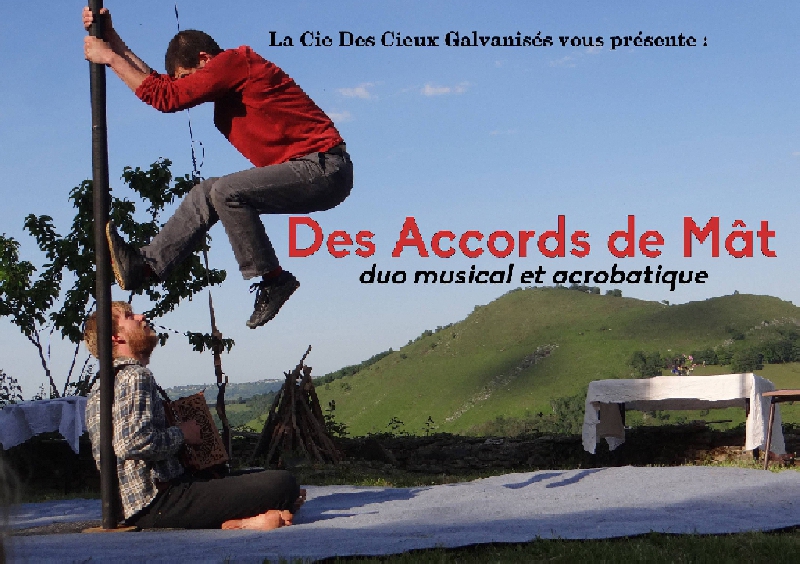 La Cie Des Cieux Galvanisés vous présente :
Des Accords de Mât
duo musical et acrobatique